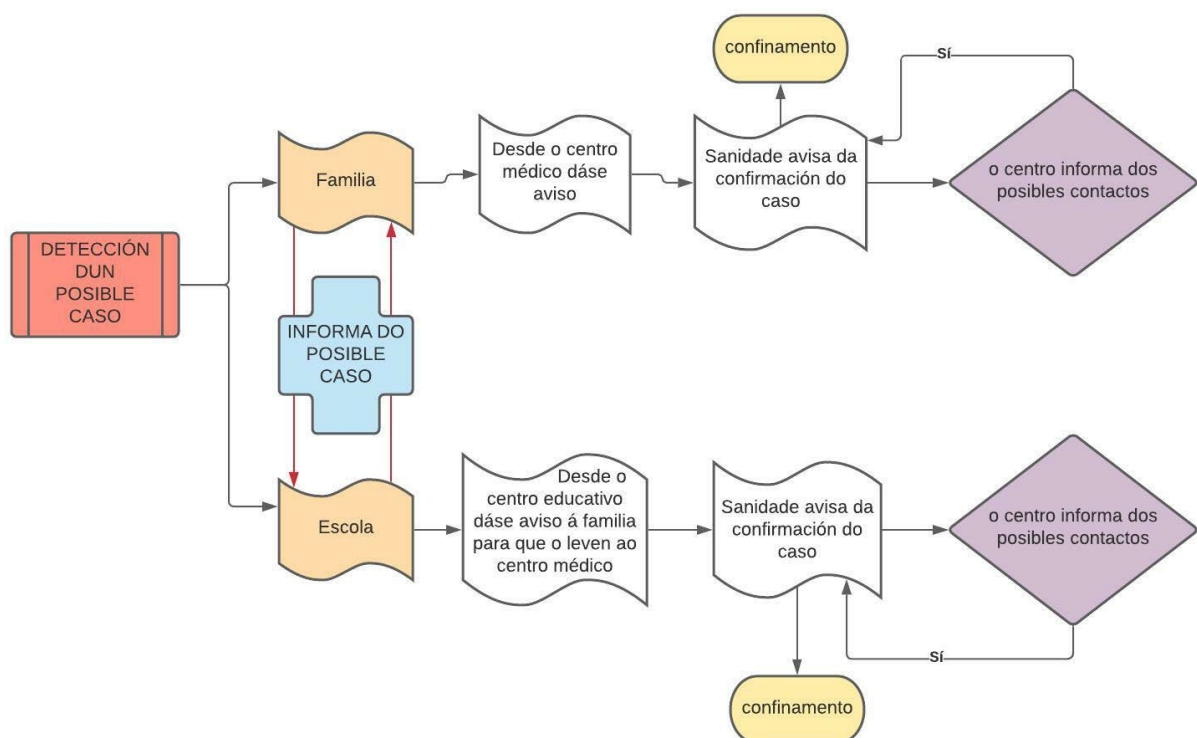 confinamento
Sí
Familia
Desde o centro
médico dáse
aviso
Sanidade avisa da
confirmación do
caso
o centro informa dos
posibles contactos
DETECCIÓN
DUN
POSIBLE
CASO
INFORMA DO
POSIBLE
CASO
Escola
Desde o
centro educativo
dáse aviso á familia
para que o leven ao
centro médico
Sanidade avisa da
confirmación do
caso
o centro informa dos
posibles contactos
Sí
confinamento